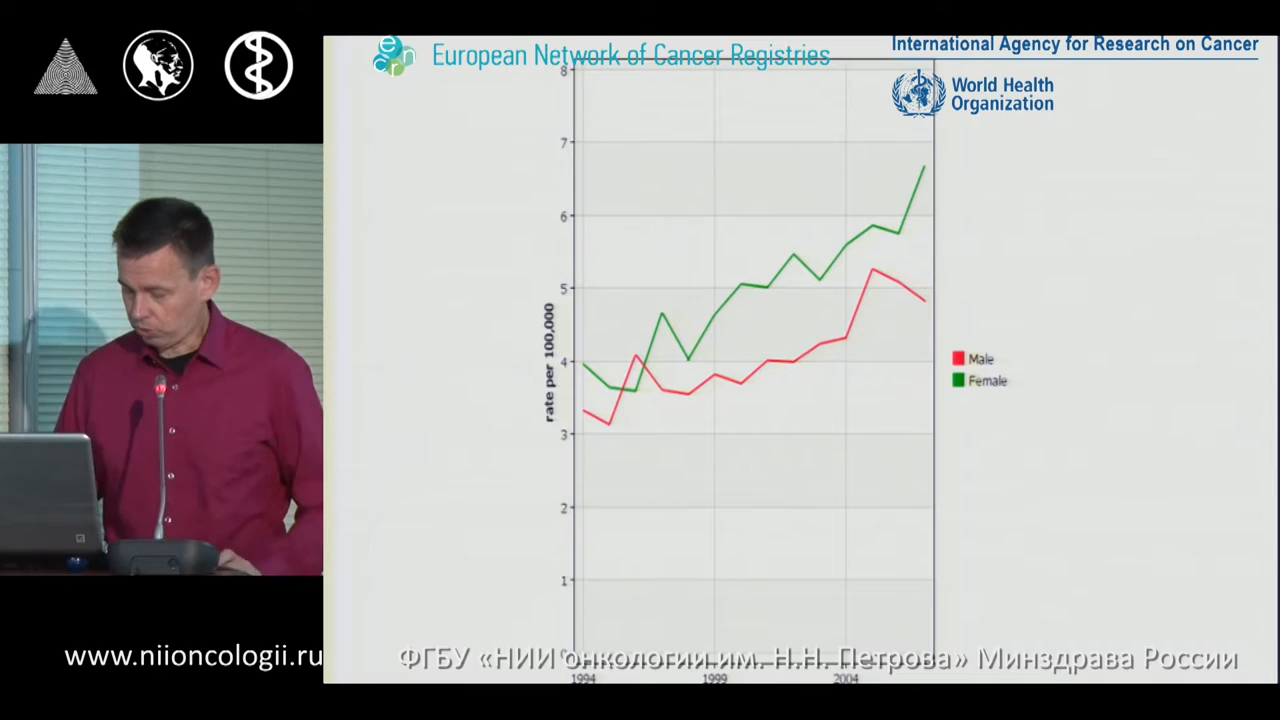 European Network of Cancer Registries
International Agency for Research on Cancer
World Health
Organization
8
7
6
5
4
3
2
1
rate per 100,000
Male
Female
1994
1999
2004
www.niioncologii.ru
ФГБУ «НИИ онкологии им. Н.Н. Петрова» Минздрава России